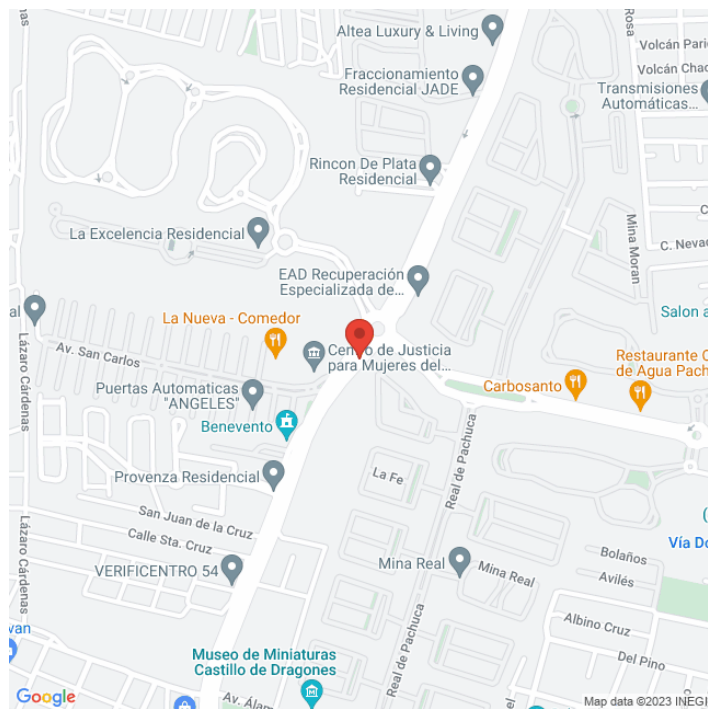 Altea Luxury & Living
Rosa
Volcán Pari
Volcán Chac
Fraccionamiento
Residencial JADE
Transmisiones
Automáticas...
Rincon De Plata
Residencial
Mina Moran
La Excelencia Residencial
C. Nevac
EAD Recuperación
Especializada de...
al
La Nueva - Comedor
Salon a
Centro de Justicia
para Mujeres del...
Av. San Carlos
Lázaro Cárdenas
Restaurante C
de Agua Pach
Carbosanto
Puertas Automaticas
"ANGELES"
Benevento
Real de Pachuca
La Fe
Provenza Residencial
San Juan de la Cruz
Calle Sta. Cruz
Lázaro Cárdenas
(
Vía Do
Bolaños
VERIFICENTRO 54
Mina Real
Mina Real
Avilés
Albino Cruz
van
Real de Pachuca
Del Pino
Museo de Miniaturas
Castillo de Dragones
Av. Álam
Google
Map data ©2023 INEGI